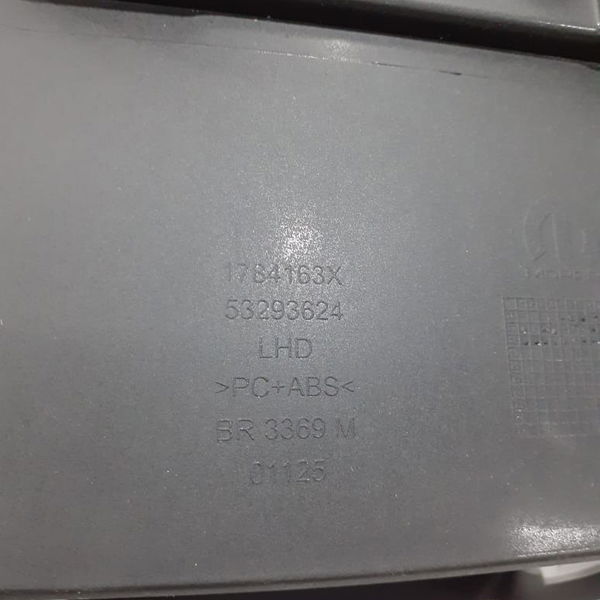 1784163X
53293624
LHD
>PC+ABS<
BR 3369 M
01125